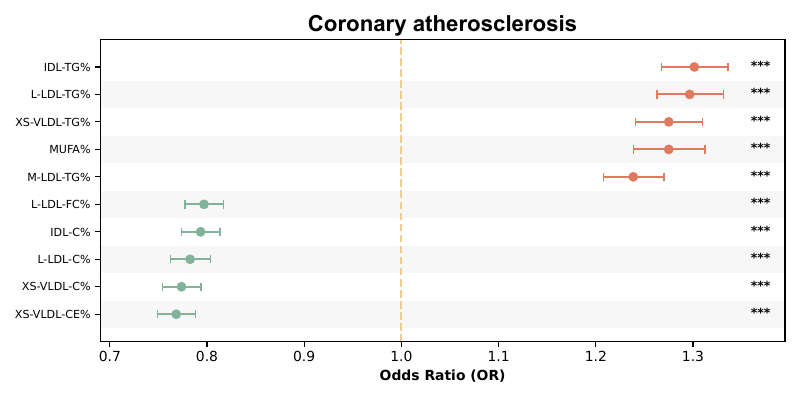 Coronary atherosclerosis
IDL-TG% ***
L-LDL-TG% ***
XS-VLDL-TG% ***
MUFA% ***
M-LDL-TG% ***
L-LDL-FC% ***
IDL-C% ***
L-LDL-C% ***
XS-VLDL-C% ***
XS-VLDL-CE% ***
0.7 0.8 0.9 1.0 1.1 1.2 1.3
Odds Ratio (OR)